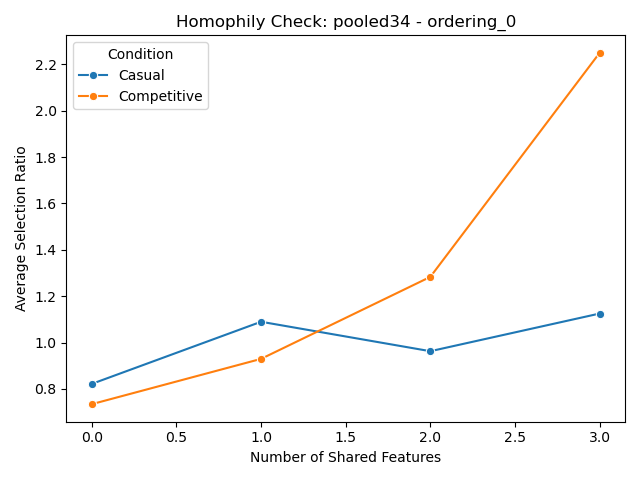 Homophily Check: pooled34 - ordering_0
Condition
Casual
Competitive
Average Selection Ratio
2.2
2.0
1.8
1.6
1.4
1.2
1.0
0.8
0.0 0.5 1.0 1.5 2.0 2.5 3.0
Number of Shared Features